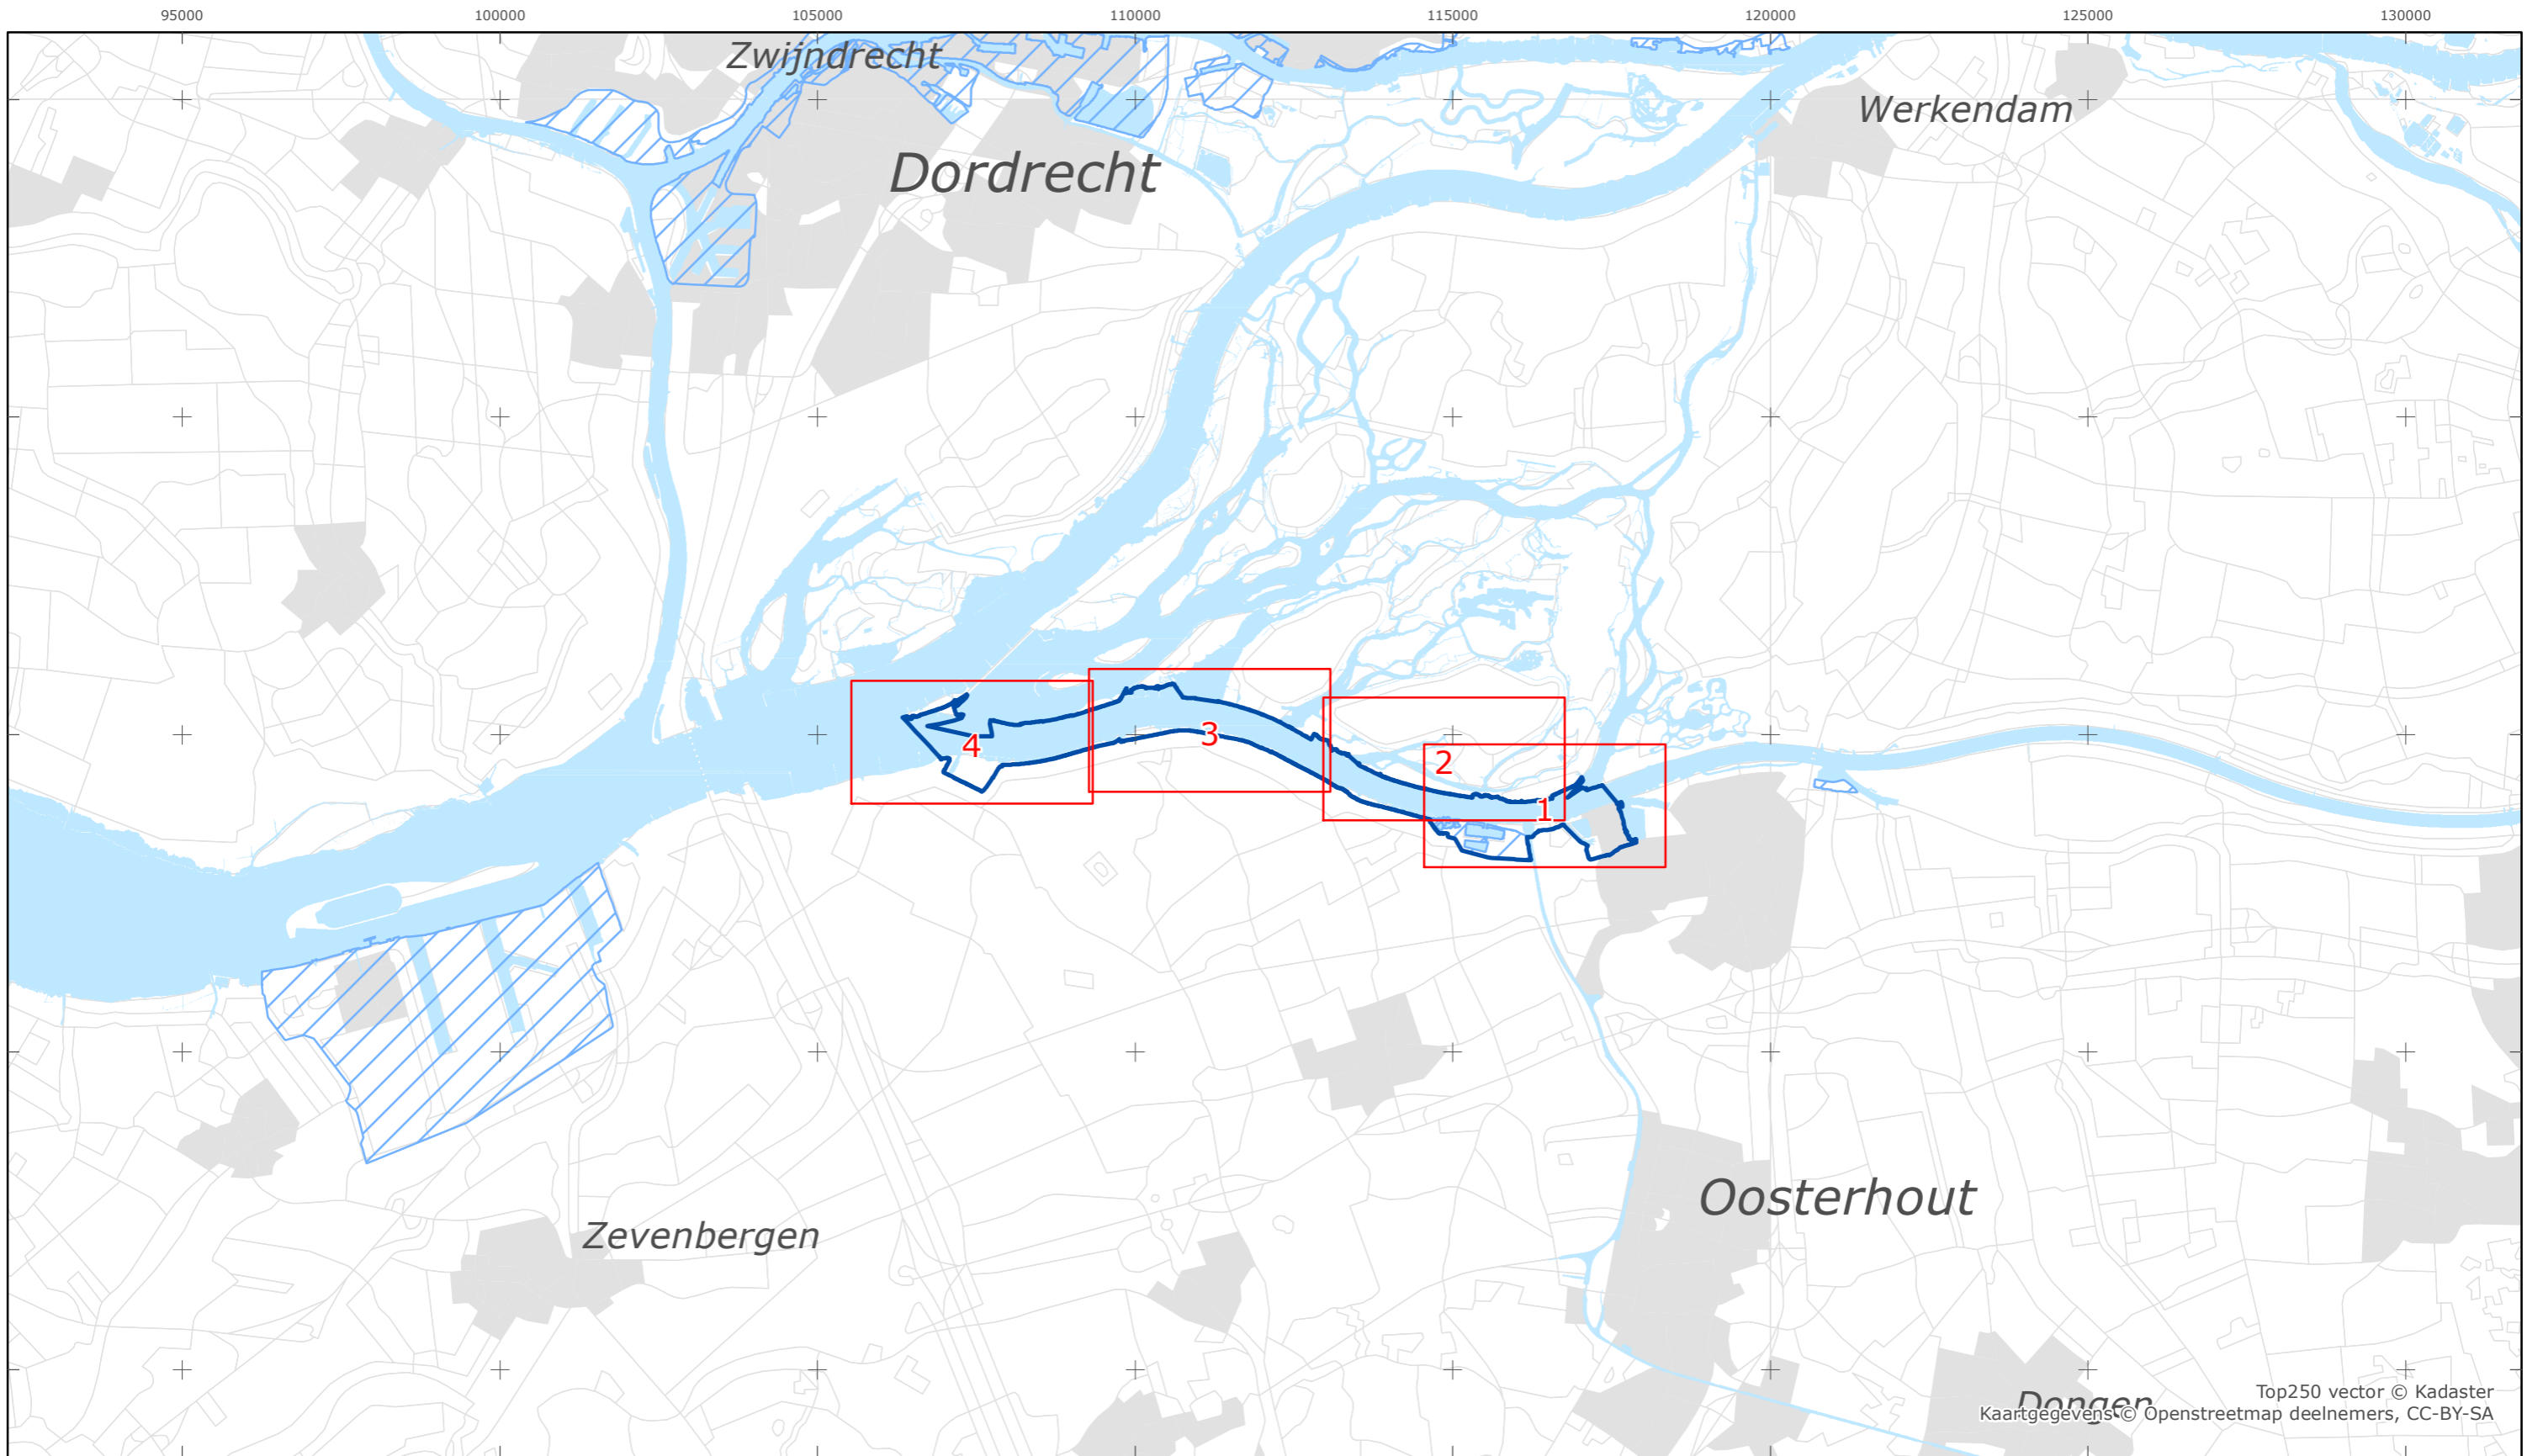 95000 100000 105000 110000 115000 120000 125000 130000
Zwijndrecht
Werkendam
Dordrecht
3
4
2
1
Oosterhout
Zevenbergen
Dongen
Top250 vector © Kadaster
Kaartgegevens © Openstreetmap deelnemers, CC-BY-SA